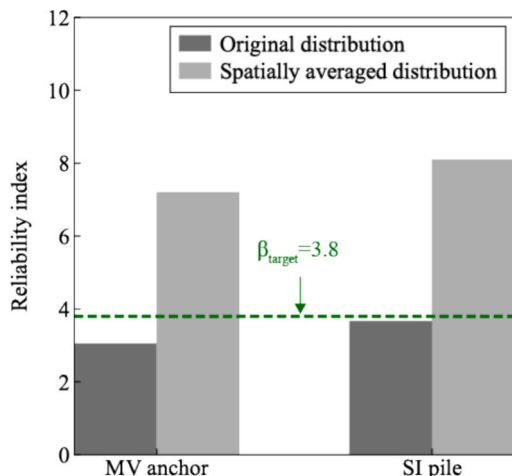 12
10
8
6
4
2
0
Reliability index
Original distribution
Spatially averaged distribution
βtarget=3.8
MV anchor
SI pile